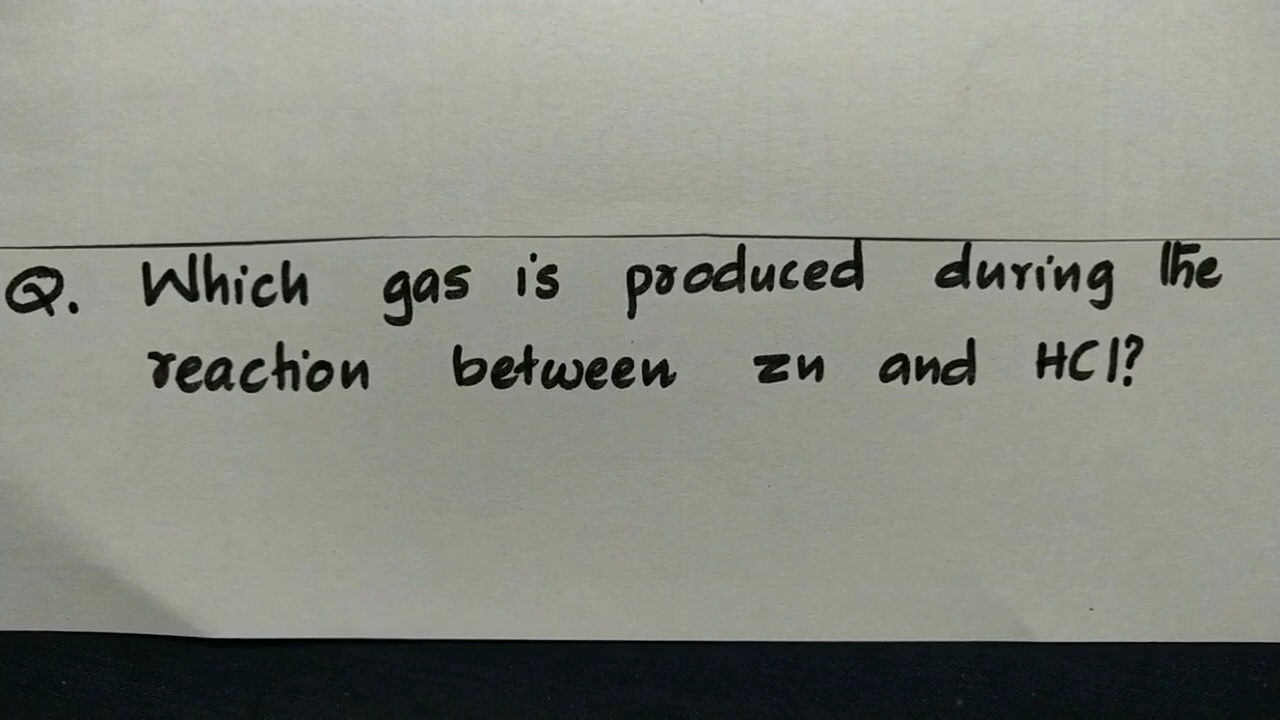 Q. Which gas is produced during the
reaction between zn and HCl?